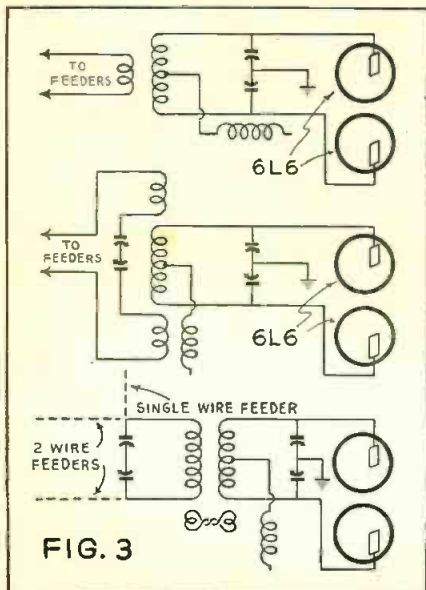 TO
FEEDERS
6L6
TO
FEEDERS
6L6
SINGLE WIRE FEEDER
2 WIRE
FEEDERS
FIG. 3